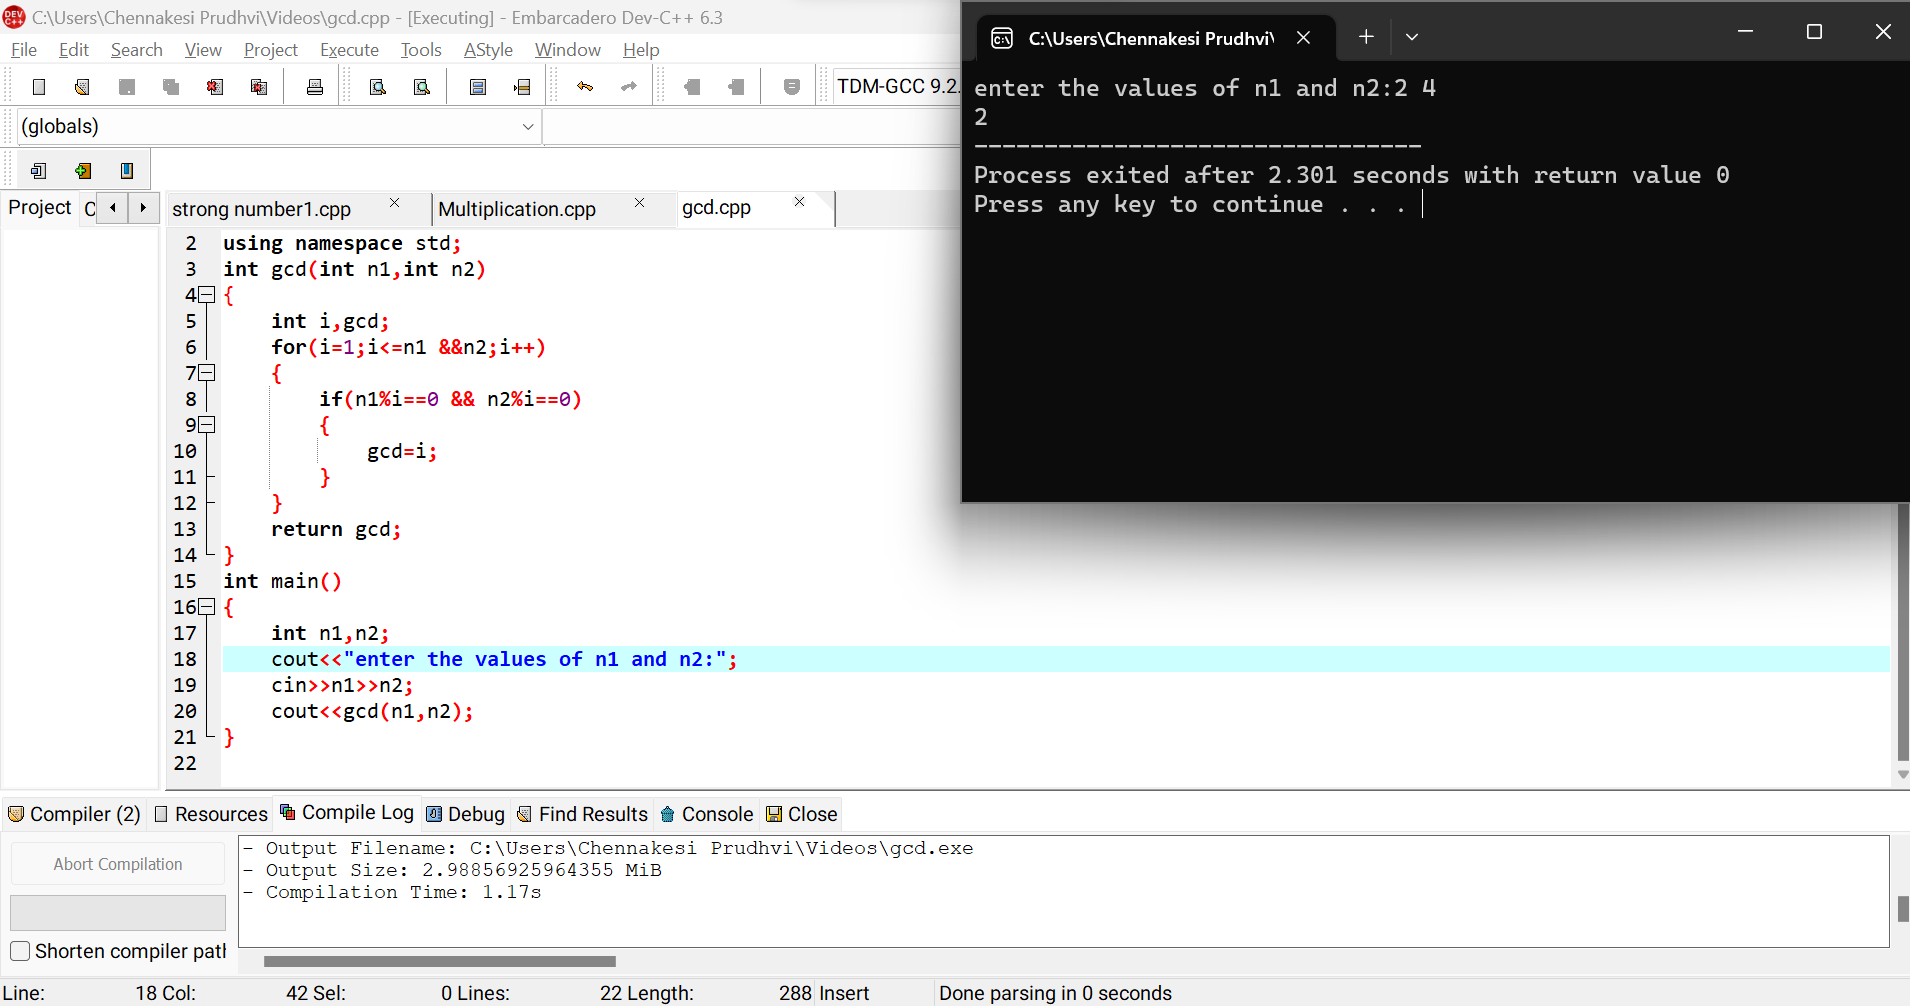 C:\Users\Chennakesi Prudhvi\Videos\gcd.cpp - [Executing] - Embarcadero Dev-C++ 6.3
File Edit Search View Project Execute Tools AStyle Window Help
TDM-GCC 9.2.
(globals)
Project C
strong number1.cpp Multiplication.cpp gcd.cpp
2 using namespace std;
3 int gcd(int n1,int n2)
4 {
5 int i,gcd;
6 for(i=1;i<=n1 &&n2;i++)
7 {
8 if(n1%i==0 && n2%i==0)
9 {
10 gcd=i;
11 }
12 }
13 return gcd;
14 }
15 int main()
16 {
17 int n1,n2;
18 cout<<"enter the values of n1 and n2:";
19 cin>>n1>>n2;
20 cout<<gcd(n1,n2);
21 }
22
C:\Users\Chennakesi Prudhvi\
enter the values of n1 and n2:2 4
2
--------------------------------
Process exited after 2.301 seconds with return value 0
Press any key to continue . . .
Compiler (2) Resources Compile Log Debug Find Results Console Close
Abort Compilation
Shorten compiler path
- Output Filename: C:\Users\Chennakesi Prudhvi\Videos\gcd.exe
- Output Size: 2.98856925964355 MiB
- Compilation Time: 1.17s
Line: 18 Col: 42 Sel: 0 Lines: 22 Length: 288 Insert Done parsing in 0 seconds